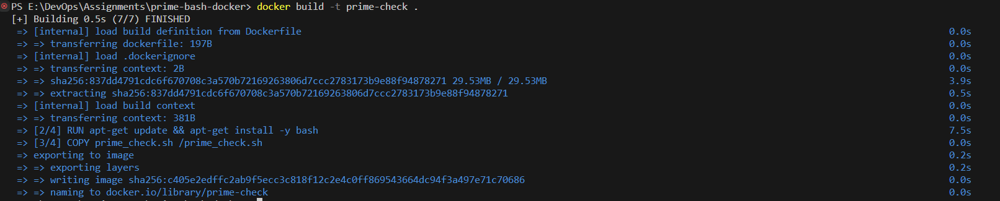 PS E:\DevOps\Assignments\prime-bash-docker> docker build -t prime-check .
[+] Building 0.5s (7/7) FINISHED
=> [internal] load build definition from Dockerfile 0.0s
=> => transferring dockerfile: 197B 0.0s
=> [internal] load .dockerignore 0.0s
=> => transferring context: 2B 0.0s
=> => sha256:837dd4791cdc6f670708c3a570b72169263806d7ccc2783173b9e88f94878271 29.53MB / 29.53MB 3.9s
=> => extracting sha256:837dd4791cdc6f670708c3a570b72169263806d7ccc2783173b9e88f94878271 0.5s
=> [internal] load build context 0.0s
=> => transferring context: 381B 0.0s
=> [2/4] RUN apt-get update && apt-get install -y bash 7.5s
=> [3/4] COPY prime_check.sh /prime_check.sh 0.0s
=> exporting to image 0.2s
=> => exporting layers 0.2s
=> => writing image sha256:c405e2edffc2ab9f5ecc3c818f12c2e4c0ff869543664dc94f3a497e71c70686 0.0s
=> => naming to docker.io/library/prime-check 0.0s